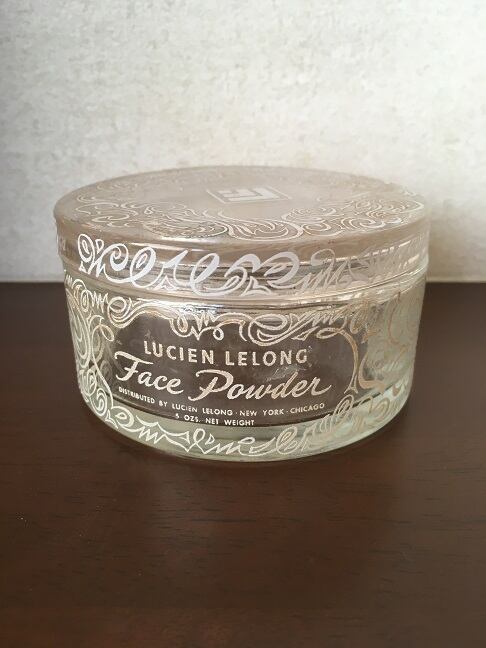 LUCIEN LELONG
Face Powder
DISTRIBUTED BY LUCIEN LELONG · NEW YORK · CHICAGO
5 OZS. NET WEIGHT